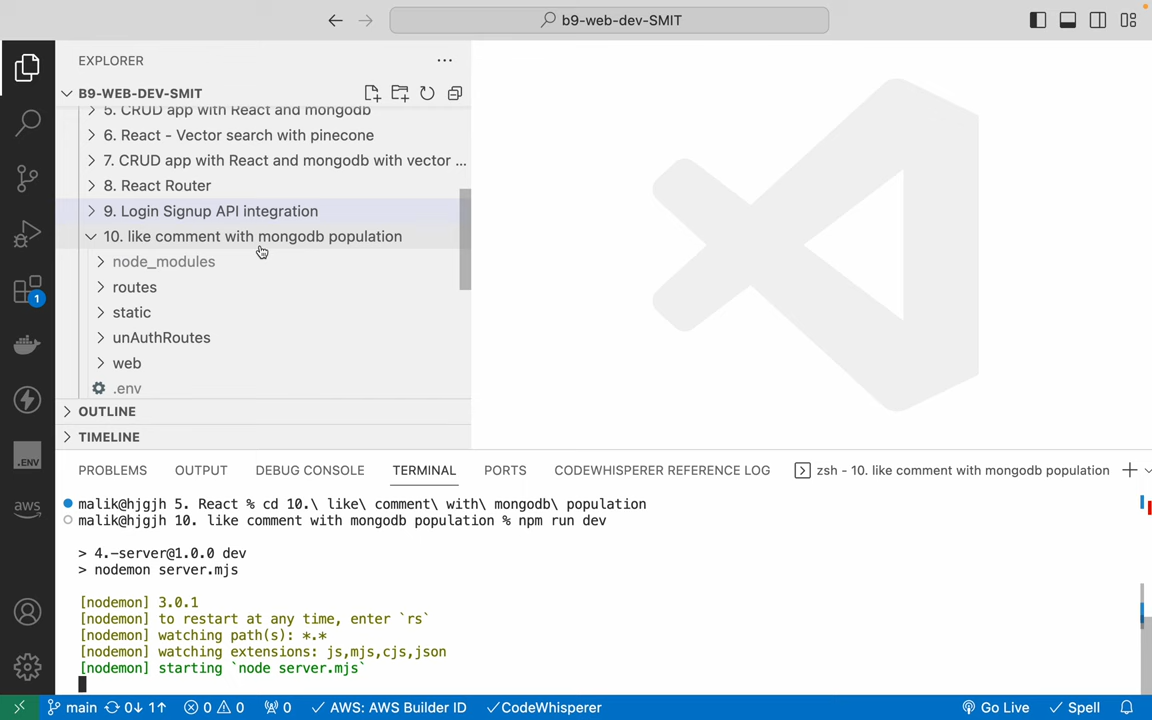 b9-web-dev-SMIT
EXPLORER
B9-WEB-DEV-SMIT
5. CRUD app with React and mongodb
6. React - Vector search with pinecone
7. CRUD app with React and mongodb with vector ...
8. React Router
9. Login Signup API integration
10. like comment with mongodb population
node_modules
routes
static
unAuthRoutes
web
.env
OUTLINE
TIMELINE
1
.ENV
aws
PROBLEMS OUTPUT DEBUG CONSOLE TERMINAL PORTS CODEWHISPERER REFERENCE LOG zsh - 10. like comment with mongodb population
malik@hjgjh 5. React % cd 10.\ like\ comment\ with\ mongodb\ population
malik@hjgjh 10. like comment with mongodb population % npm run dev
> 4.-server@1.0.0 dev
> nodemon server.mjs
[nodemon] 3.0.1
[nodemon] to restart at any time, enter `rs`
[nodemon] watching path(s): *.*
[nodemon] watching extensions: js,mjs,cjs,json
[nodemon] starting `node server.mjs`
main 0↓ 1↑ 0 0 0 AWS: AWS Builder ID CodeWhisperer Go Live Spell